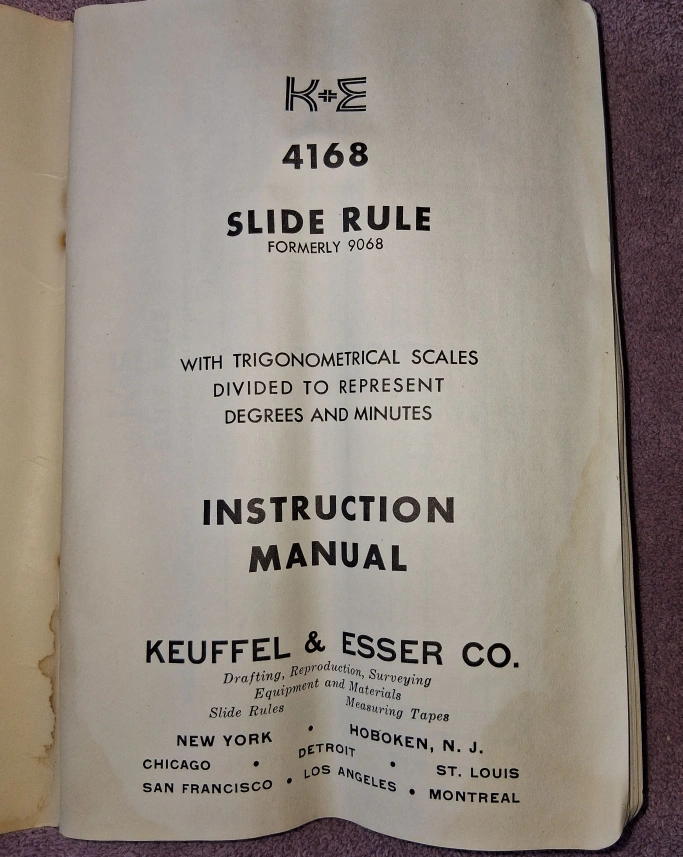 K+E
4168
SLIDE RULE
FORMERLY 9068
WITH TRIGONOMETRICAL SCALES
DIVIDED TO REPRESENT
DEGREES AND MINUTES
INSTRUCTION
MANUAL
KEUFFEL & ESSER CO.
Drafting, Reproduction, Surveying
Equipment and Materials
Slide Rules Measuring Tapes
NEW YORK • HOBOKEN, N. J.
CHICAGO • DETROIT • ST. LOUIS
SAN FRANCISCO • LOS ANGELES • MONTREAL